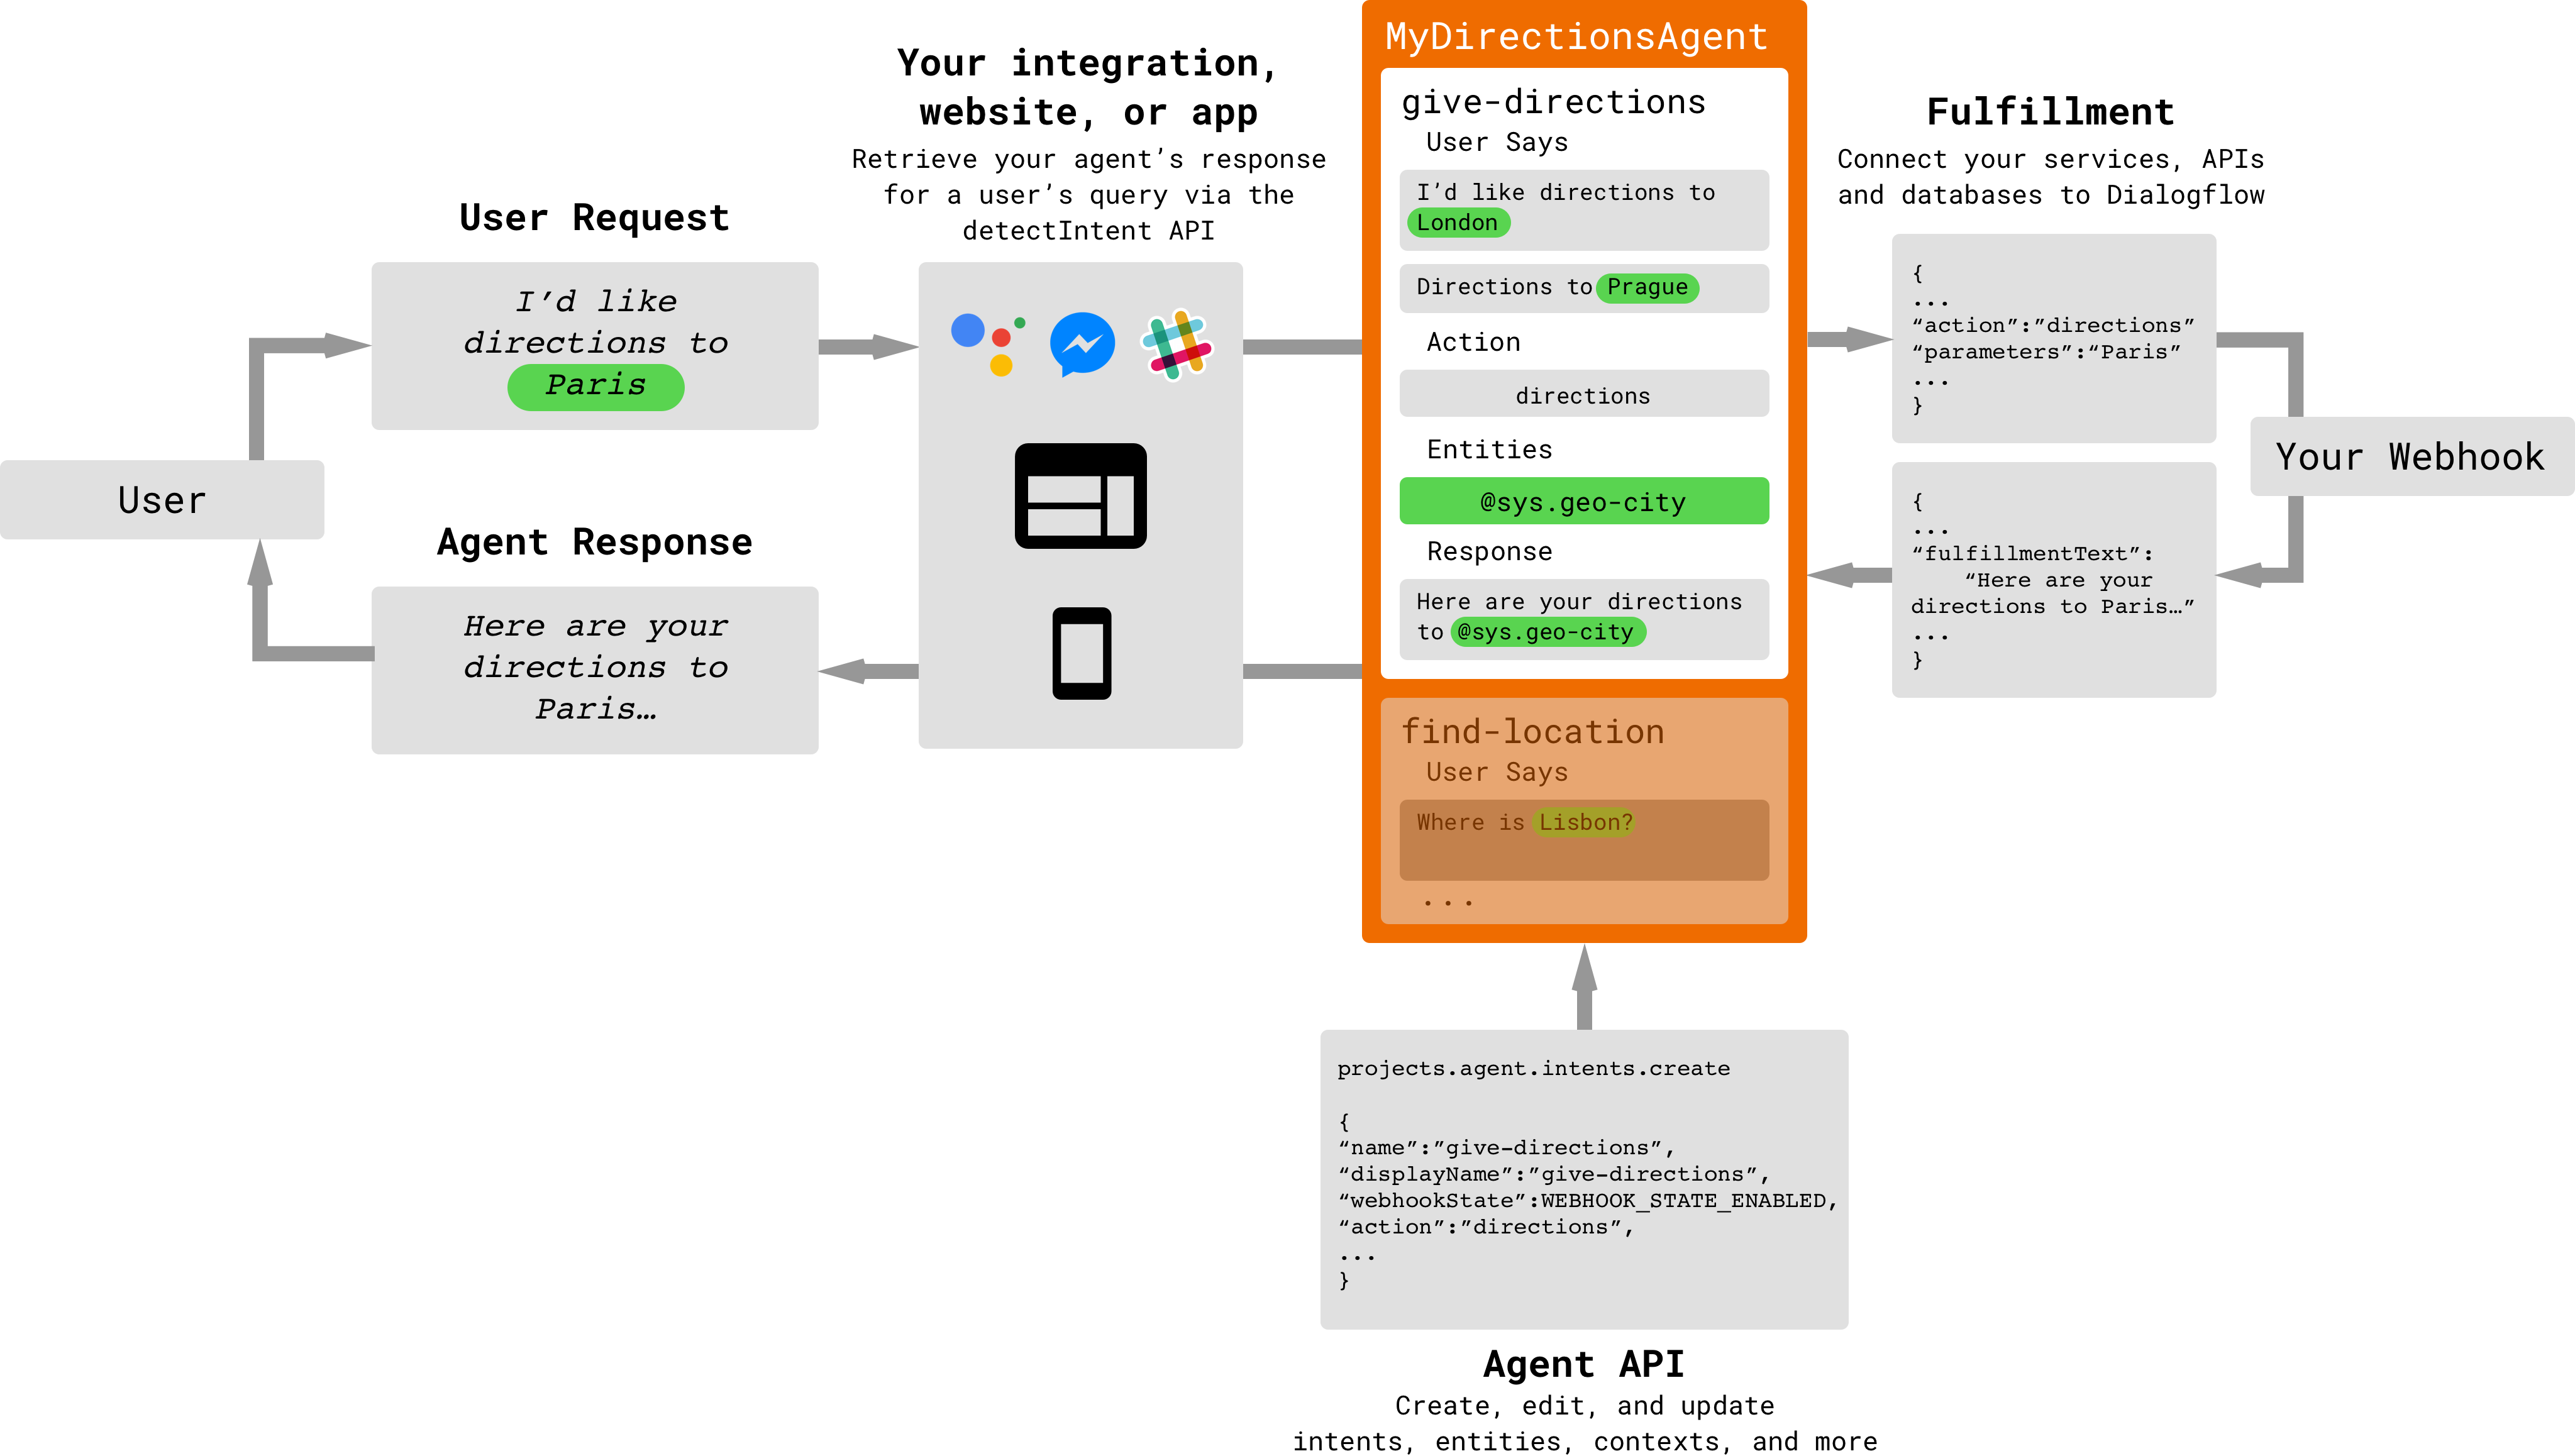 User
User Request
I’d like
directions to
Paris
Agent Response
Here are your
directions to
Paris…
Your integration,
website, or app
Retrieve your agent’s response
for a user’s query via the
detectIntent API
MyDirectionsAgent
give-directions
User Says
I’d like directions to
London
Directions to Prague
Action
directions
Entities
@sys.geo-city
Response
Here are your directions
to @sys.geo-city
find-location
User Says
Where is Lisbon?
...
Fulfillment
Connect your services, APIs
and databases to Dialogflow
{
...
“action”:”directions”
“parameters”:“Paris”
...
}
Your Webhook
{
...
“fulfillmentText”:
“Here are your
directions to Paris…”
...
}
projects.agent.intents.create
{
“name”:”give-directions”,
“displayName”:”give-directions”,
“webhookState”:WEBHOOK_STATE_ENABLED,
“action”:”directions”,
...
}
Agent API
Create, edit, and update
intents, entities, contexts, and more